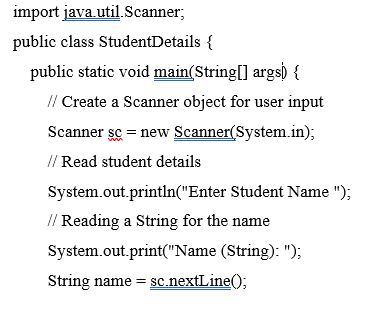 import java.util.Scanner;
public class StudentDetails {
public static void main(String[] args) {
// Create a Scanner object for user input
Scanner sc = new Scanner(System.in);
// Read student details
System.out.println("Enter Student Name ");
// Reading a String for the name
System.out.print("Name (String): ");
String name = sc.nextLine();